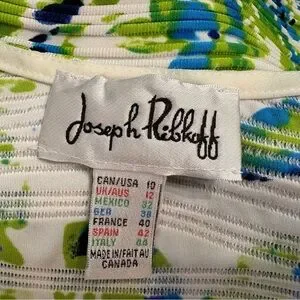 Joseph Ribkoff
CAN/USA 10
UK/AUS 12
MEXICO 32
GER 38
FRANCE 40
SPAIN 42
ITALY 44
MADE IN/FAIT AU
CANADA